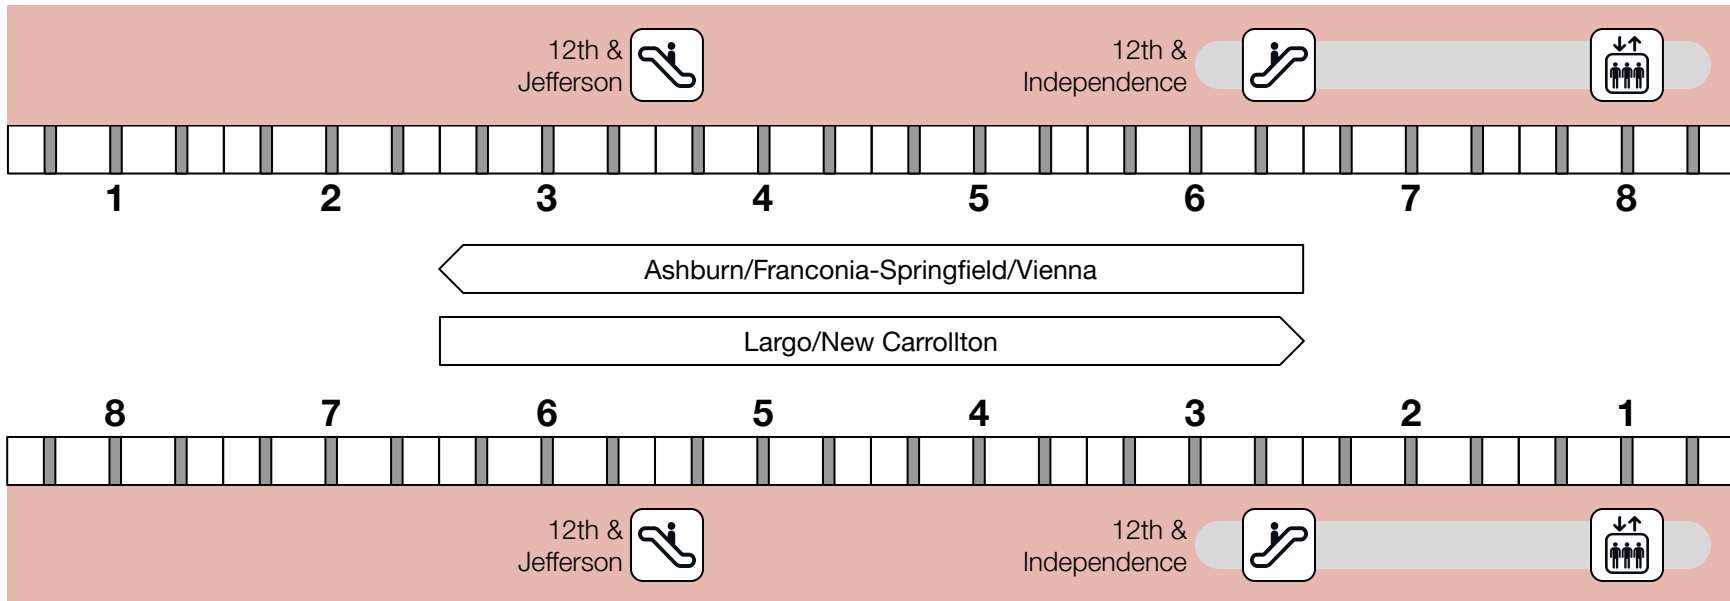 12th &
Jefferson
12th &
Independence
1 2 3 4 5 6 7 8
Ashburn/Franconia-Springfield/Vienna
Largo/New Carrollton
8 7 6 5 4 3 2 1
12th &
Jefferson
12th &
Independence